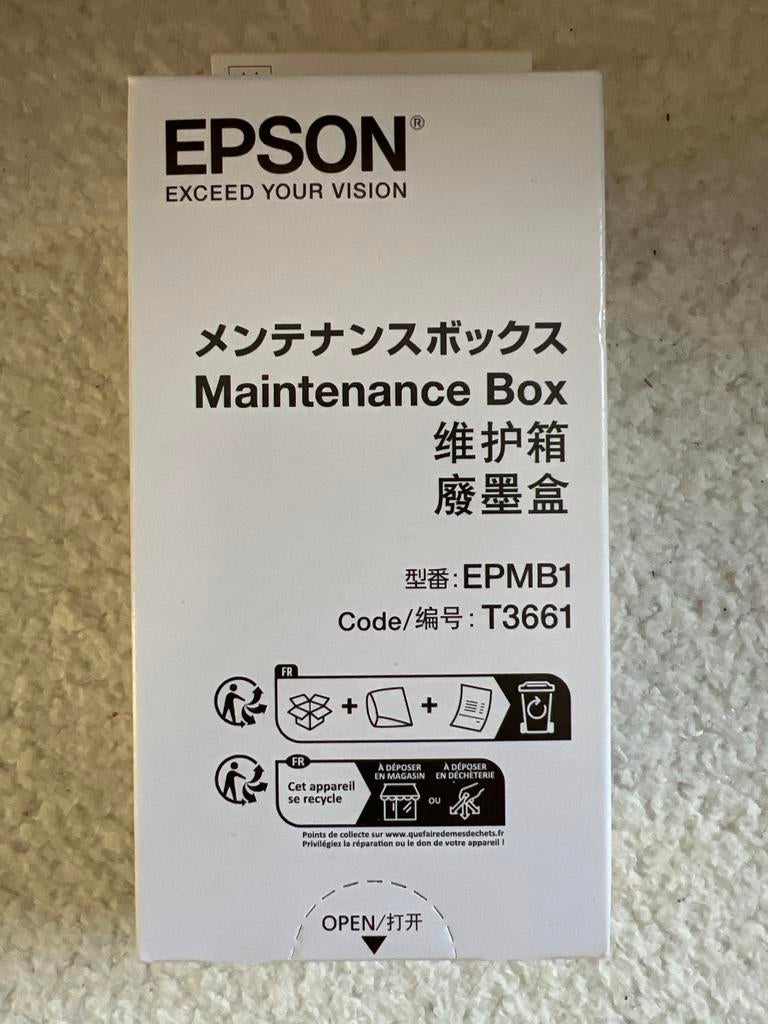 EPSON®
EXCEED YOUR VISION
メンテナンスボックス
Maintenance Box
维护箱
廢墨盒
型番:EPMB1
Code/编号:T3661
FR
FR
Cet appareil
se recycle
À DÉPOSER
EN MAGASIN
OU
À DÉPOSER
EN DÉCHÈTERIE
Points de collecte sur www.quefairedemesdechets.fr
Privilégiez la réparation ou le don de votre appareil !
OPEN/打开